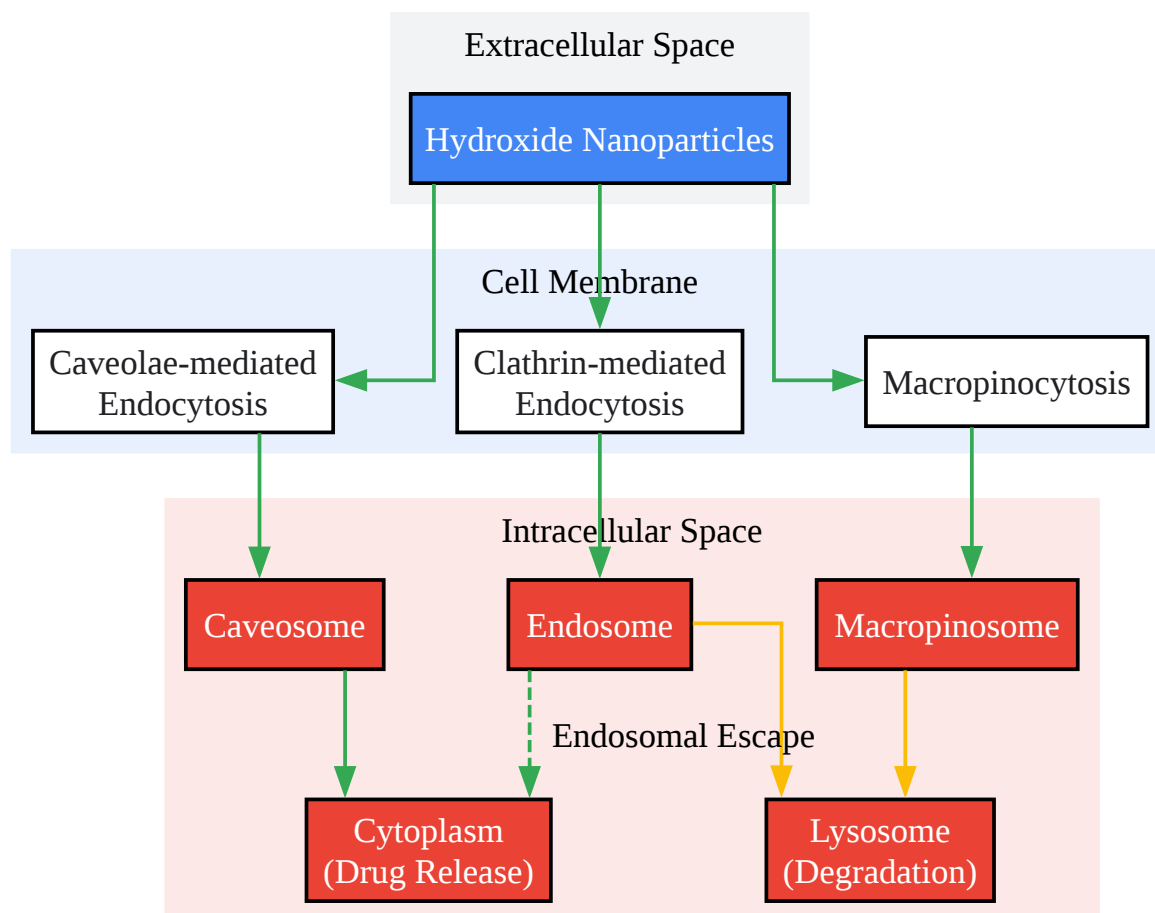 Extracellular Space
Hydroxide Nanoparticles
Cell Membrane
Caveolae-mediated
Endocytosis
Clathrin-mediated
Endocytosis
Macropinocytosis
Intracellular Space
Caveosome
Endosome
Macropinosome
Endosomal Escape
Cytoplasm
(Drug Release)
Lysosome
(Degradation)